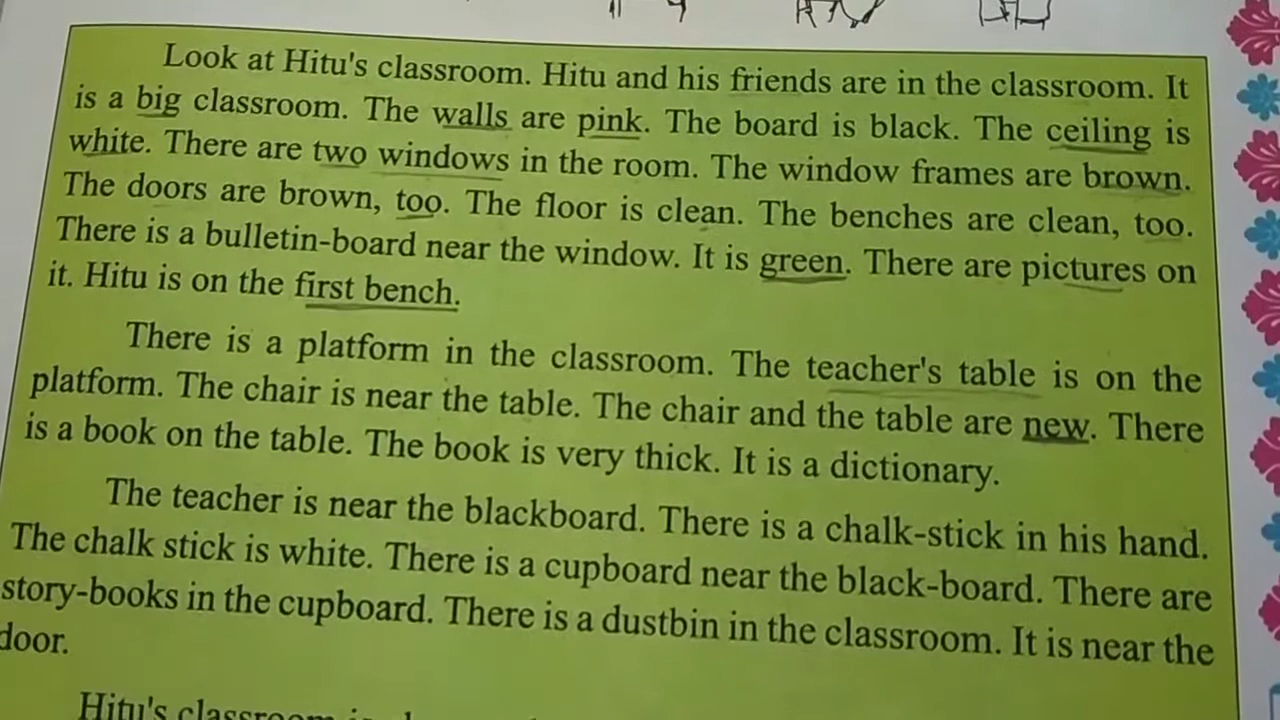 Look at Hitu's classroom. Hitu and his friends are in the classroom. It
is a big classroom. The walls are pink. The board is black. The ceiling is
white. There are two windows in the room. The window frames are brown.
The doors are brown, too. The floor is clean. The benches are clean, too.
There is a bulletin-board near the window. It is green. There are pictures on
it. Hitu is on the first bench.
There is a platform in the classroom. The teacher's table is on the
platform. The chair is near the table. The chair and the table are new. There
is a book on the table. The book is very thick. It is a dictionary.
The teacher is near the blackboard. There is a chalk-stick in his hand.
The chalk stick is white. There is a cupboard near the black-board. There are
story-books in the cupboard. There is a dustbin in the classroom. It is near the
door.
Hitu's classroom is